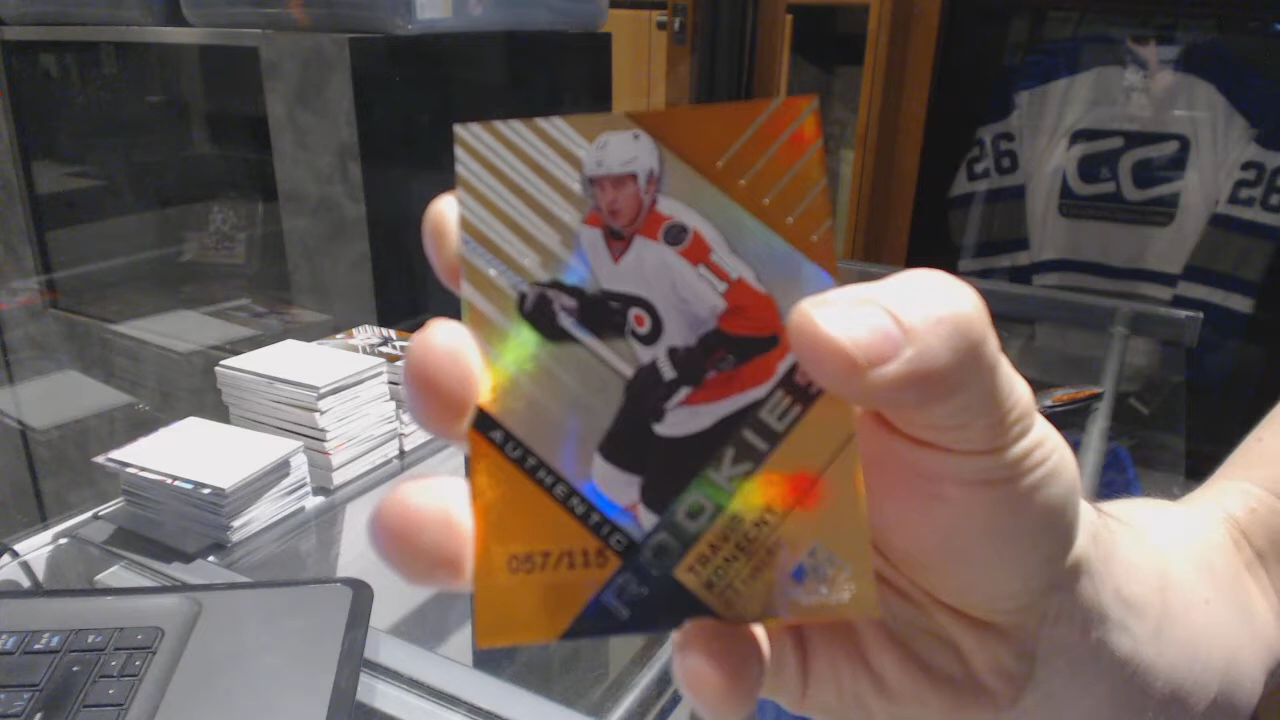 AUTHENTIC
ROOKIES
057/115
TRAVIS
KONECNY
26
CC
26